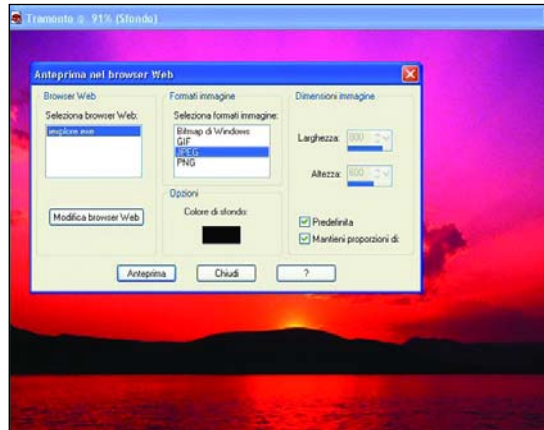 Tramonto @ 91% (Sfondo)
Anteprima nel browser Web
Browser Web
Seleziona browser Web:
iexplore.exe
Modifica browser Web
Formati immagine
Seleziona formati immagine:
Bitmap di Windows
GIF
JPEG
PNG
Opzioni
Colore di sfondo:
Dimensioni immagine
Larghezza: 800
Altezza: 600
Predefinita
Mantieni proporzioni di:
Anteprima
Chiudi
?